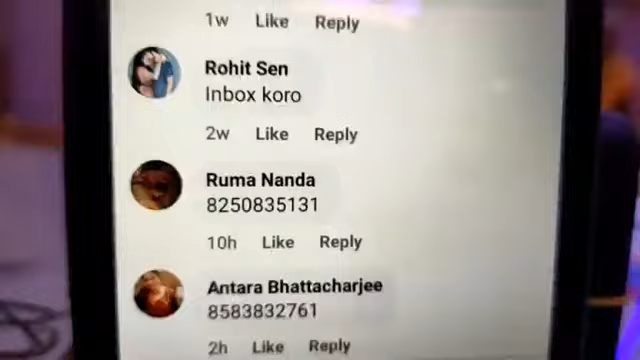 1w Like Reply
Rohit Sen
Inbox koro
2w Like Reply
Ruma Nanda
8250835131
10h Like Reply
Antara Bhattacharjee
8583832761
2h Like Reply